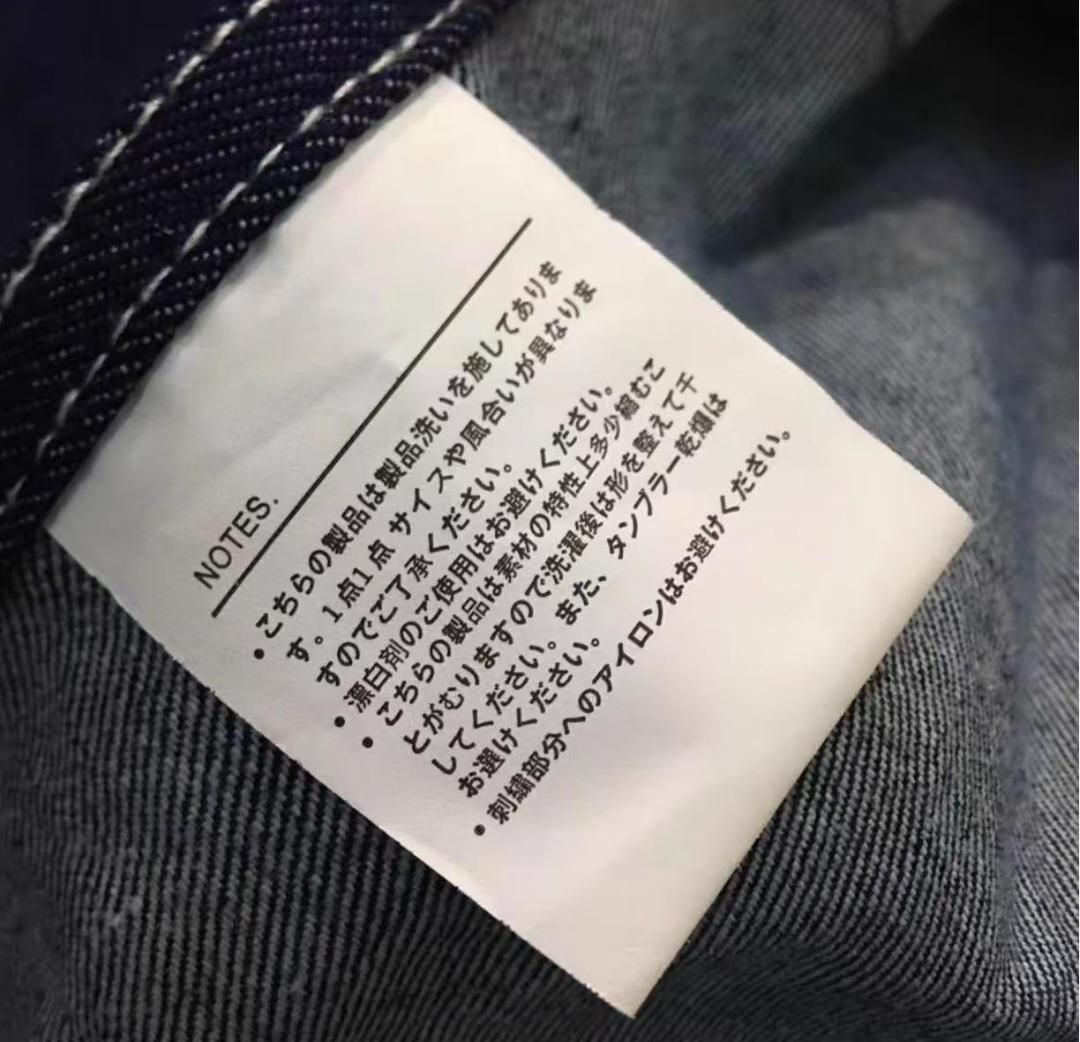 NOTES.
• こちらの製品は製品洗いを施してありま
す。1点1点 サイズや風合いが異なりま
すのでご了承ください。
• 漂白剤のご使用はお避けください。
• こちらの製品は素材の特性上多少縮むこ
とがむりますので洗濯後は形を整えて干
してください。また、タンブラー乾燥は
お選けください。
• 刺繍部分へのアイロンはお避けください。